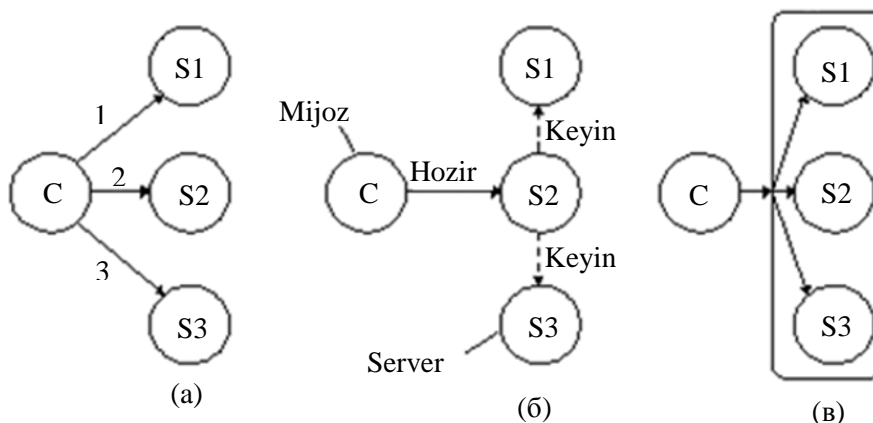 S1
1
C
2
S2
3
S3
(а)
S1
Mijoz
Keyin
C
Hozir
S2
Keyin
S3
Server
(б)
S1
C
S2
S3
(в)